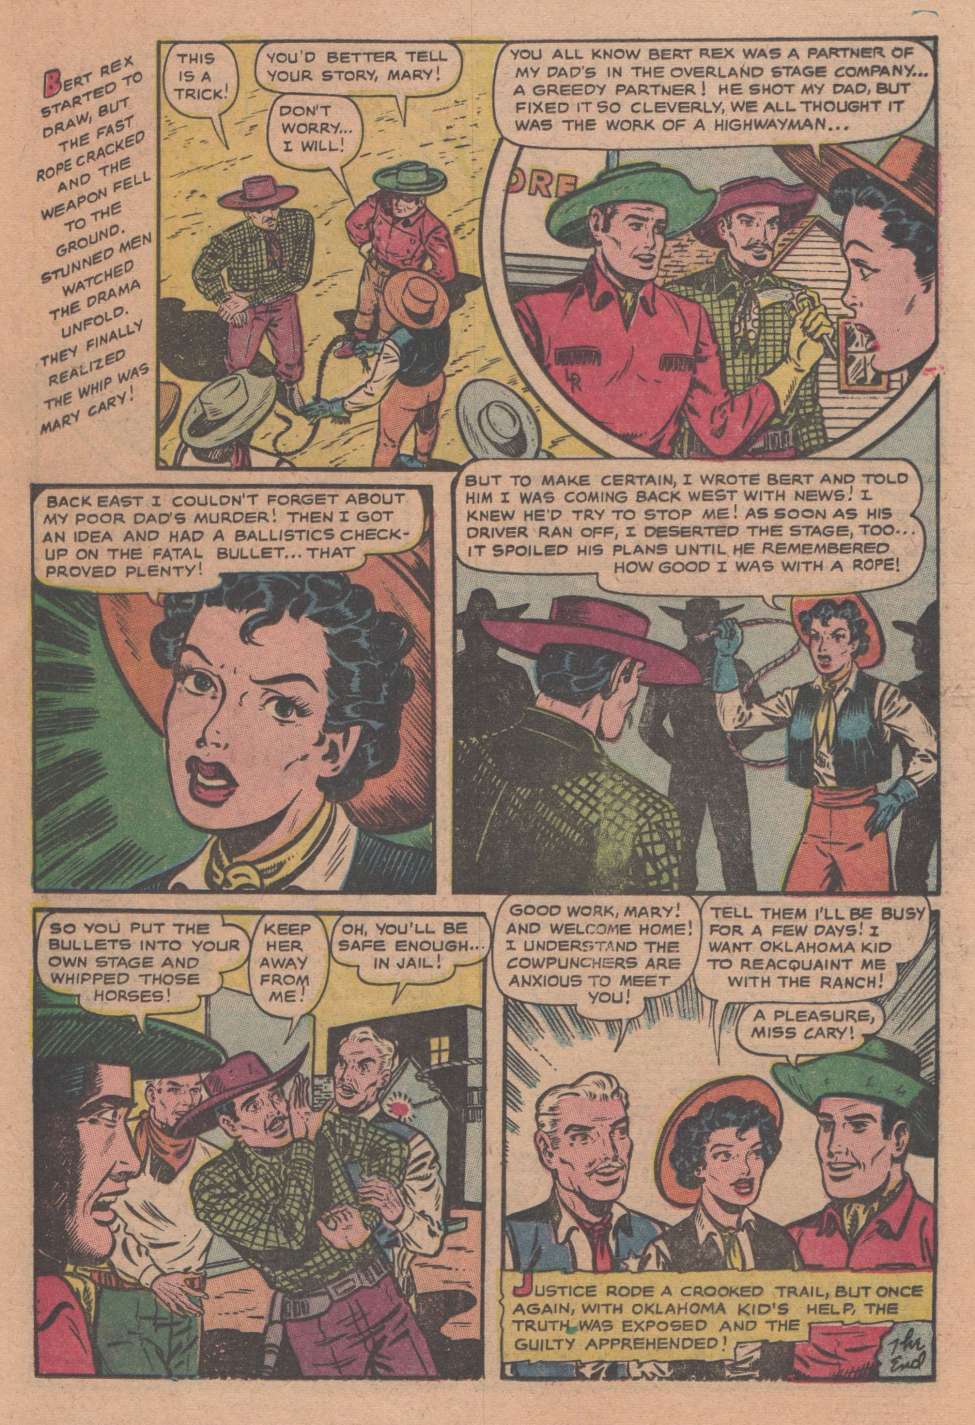 BERT REX
STARTED TO
DRAW, BUT
THE FAST
ROPE CRACKED
AND THE
WEAPON FELL
TO THE
GROUND.
STUNNED MEN
WATCHED
THE DRAMA
UNFOLD.
THEY FINALLY
REALIZED
THE WHIP WAS
MARY CARY!
THIS
IS A
TRICK!
YOU'D BETTER TELL
YOUR STORY, MARY!
DON'T
WORRY...
I WILL!
YOU ALL KNOW BERT REX WAS A PARTNER OF
MY DAD'S IN THE OVERLAND STAGE COMPANY...
A GREEDY PARTNER! HE SHOT MY DAD, BUT
FIXED IT SO CLEVERLY, WE ALL THOUGHT IT
WAS THE WORK OF A HIGHWAYMAN...
ORE
LR
BACK EAST I COULDN'T FORGET ABOUT
MY POOR DAD'S MURDER! THEN I GOT
AN IDEA AND HAD A BALLISTICS CHECK-
UP ON THE FATAL BULLET... THAT
PROVED PLENTY!
BUT TO MAKE CERTAIN, I WROTE BERT AND TOLD
HIM I WAS COMING BACK WEST WITH NEWS! I
KNEW HE'D TRY TO STOP ME! AS SOON AS HIS
DRIVER RAN OFF, I DESERTED THE STAGE, TOO...
IT SPOILED HIS PLANS UNTIL HE REMEMBERED
HOW GOOD I WAS WITH A ROPE!
SO YOU PUT THE
BULLETS INTO YOUR
OWN STAGE AND
WHIPPED THOSE
HORSES!
KEEP
HER
AWAY
FROM
ME!
OH, YOU'LL BE
SAFE ENOUGH...
IN JAIL!
GOOD WORK, MARY!
AND WELCOME HOME!
I UNDERSTAND THE
COWPUNCHERS ARE
ANXIOUS TO MEET
YOU!
TELL THEM I'LL BE BUSY
FOR A FEW DAYS! I
WANT OKLAHOMA KID
TO REACQUAINT ME
WITH THE RANCH!
A PLEASURE,
MISS CARY!
JUSTICE RODE A CROOKED TRAIL, BUT ONCE
AGAIN, WITH OKLAHOMA KID'S HELP, THE
TRUTH WAS EXPOSED AND THE
GUILTY APPREHENDED!
The
End